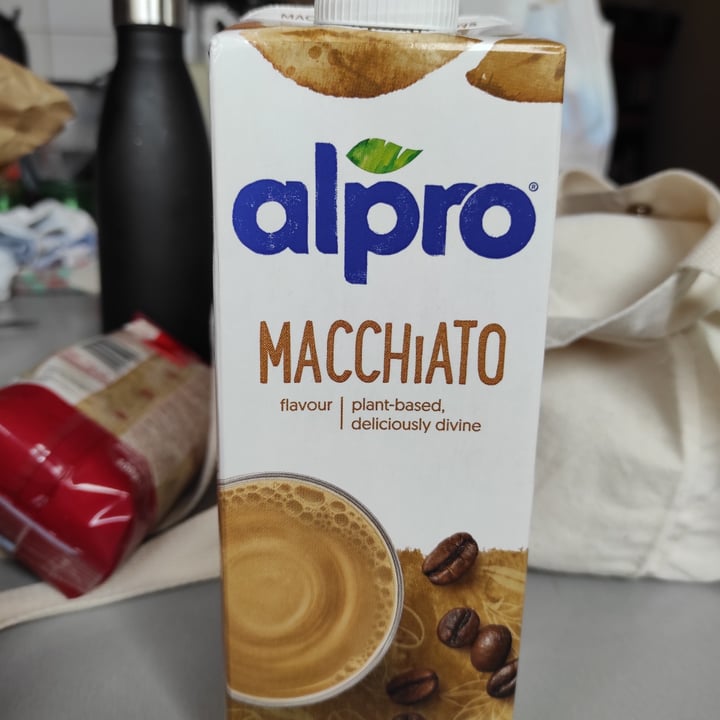 alpro®
MACCHiATO
flavour | plant-based,
deliciously divine